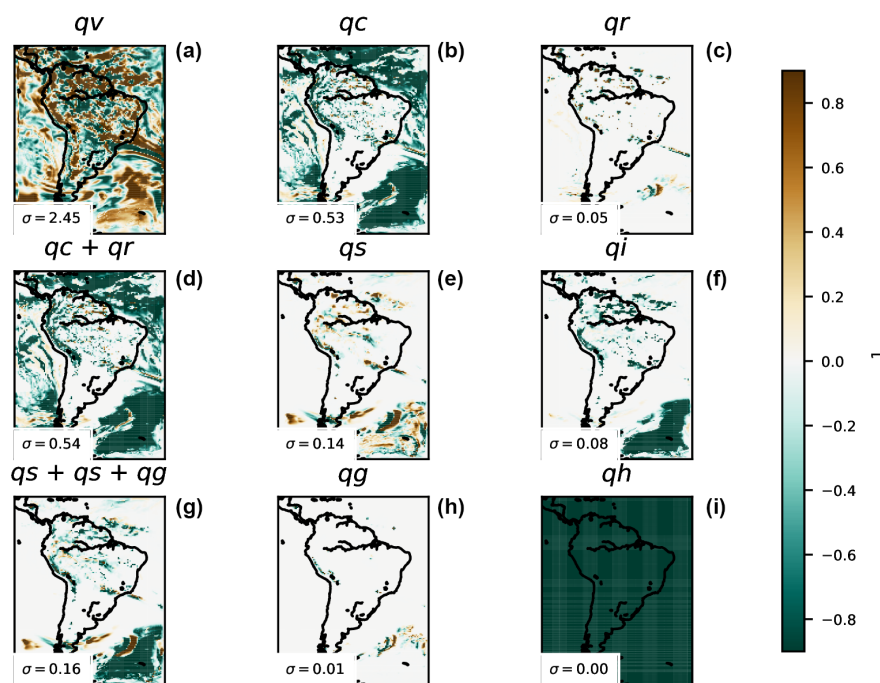 qv
(a)
σ = 2.45
qc
(b)
σ = 0.53
qr
(c)
σ = 0.05
qc + qr
(d)
σ = 0.54
qs
(e)
σ = 0.14
qi
(f)
σ = 0.08
qs + qs + qg
(g)
σ = 0.16
qg
(h)
σ = 0.01
qh
(i)
σ = 0.00
0.8
0.6
0.4
0.2
0.0
−0.2
−0.4
−0.6
−0.8